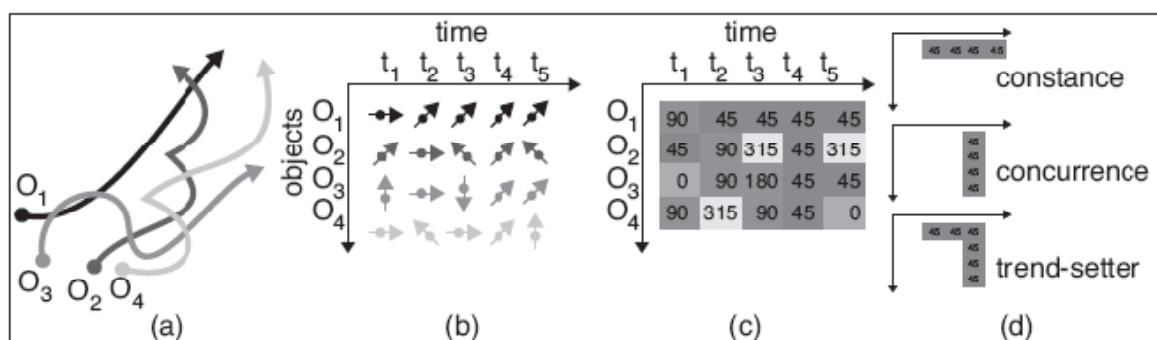 O1
O3
O2
O4
(a)
time
t1 t2 t3 t4 t5
objects
O1
O2
O3
O4
(b)
time
t1 t2 t3 t4 t5
O1 90 45 45 45 45
O2 45 90 315 45 315
O3 0 90 180 45 45
O4 90 315 90 45 0
(c)
45 45 45 45
constance
45
45
45
45
concurrence
45 45 45
45
45
45
trend-setter
(d)